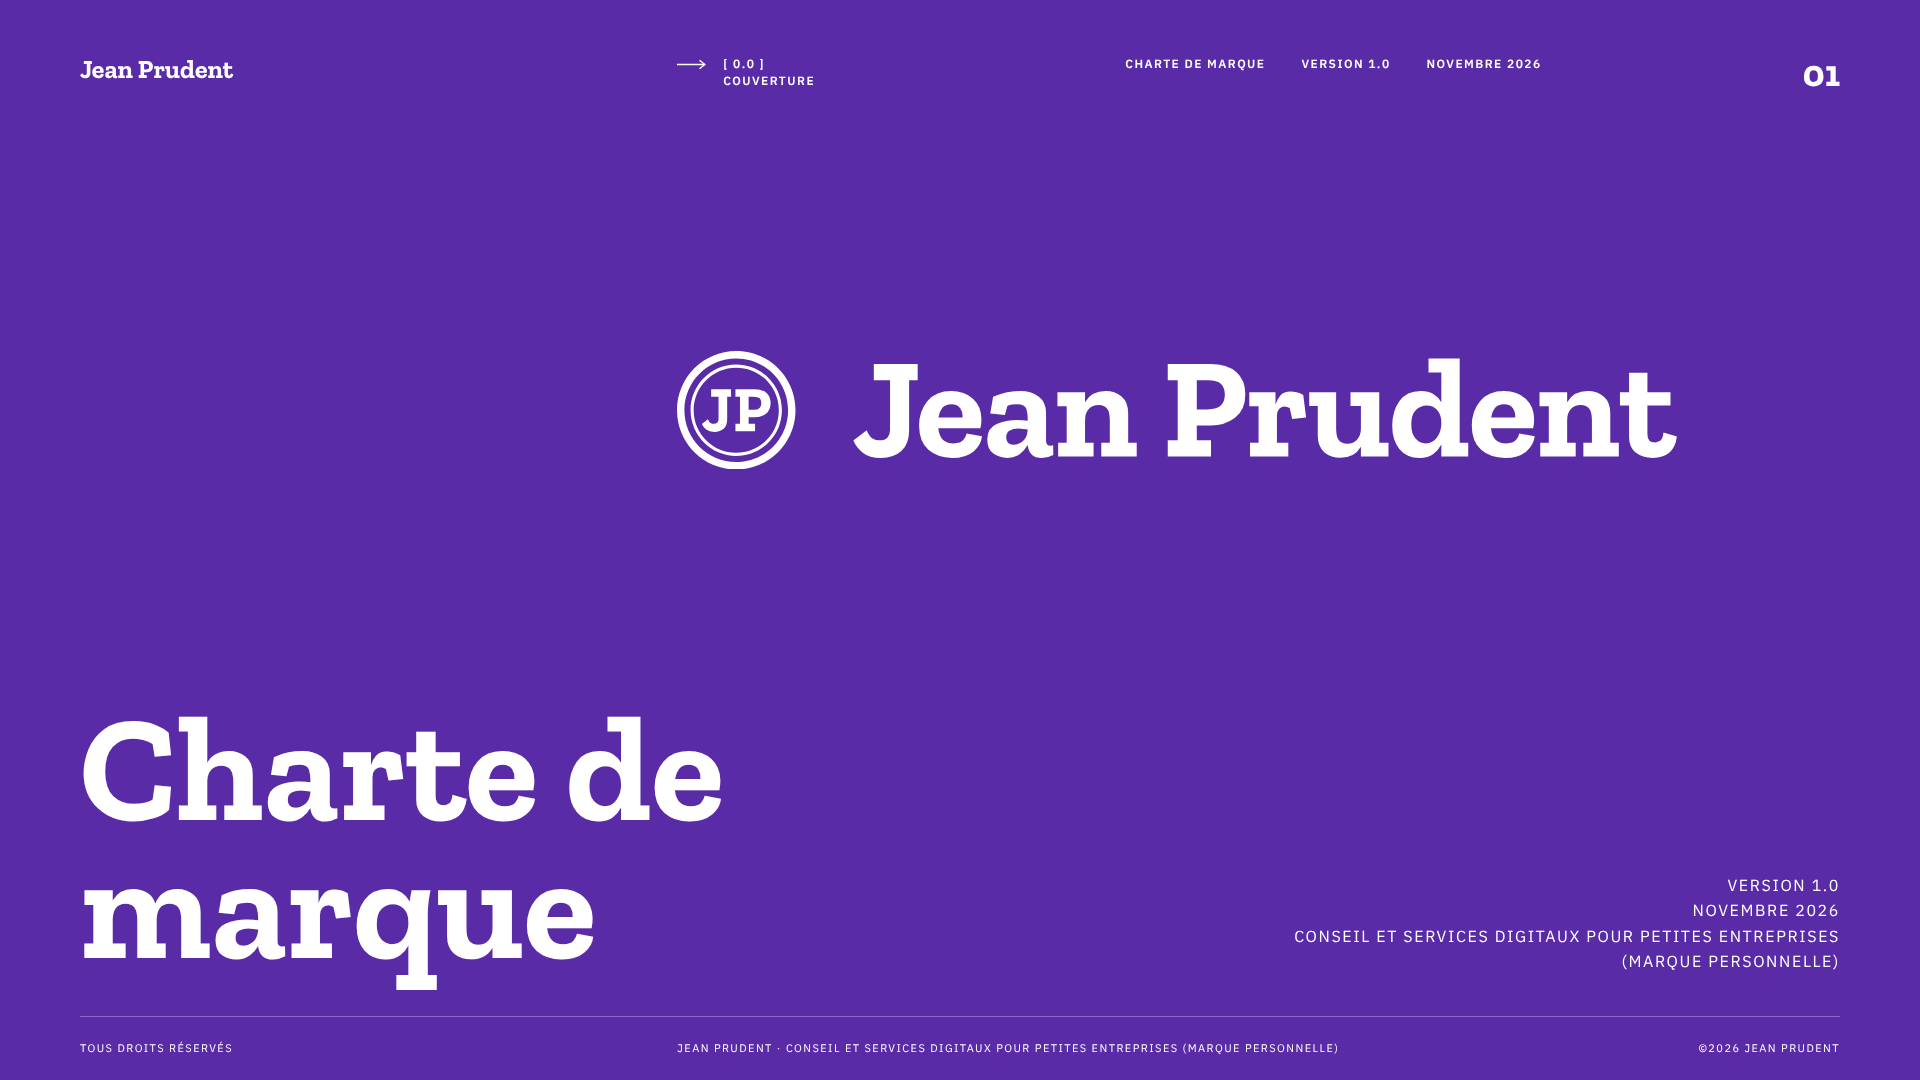 Jean Prudent
[ 0.0 ]
COUVERTURE
CHARTE DE MARQUE VERSION 1.0 NOVEMBRE 2026
01
JP
Jean Prudent
Charte de
marque
VERSION 1.0
NOVEMBRE 2026
CONSEIL ET SERVICES DIGITAUX POUR PETITES ENTREPRISES
(MARQUE PERSONNELLE)
TOUS DROITS RÉSERVÉS
JEAN PRUDENT · CONSEIL ET SERVICES DIGITAUX POUR PETITES ENTREPRISES (MARQUE PERSONNELLE)
©2026 JEAN PRUDENT